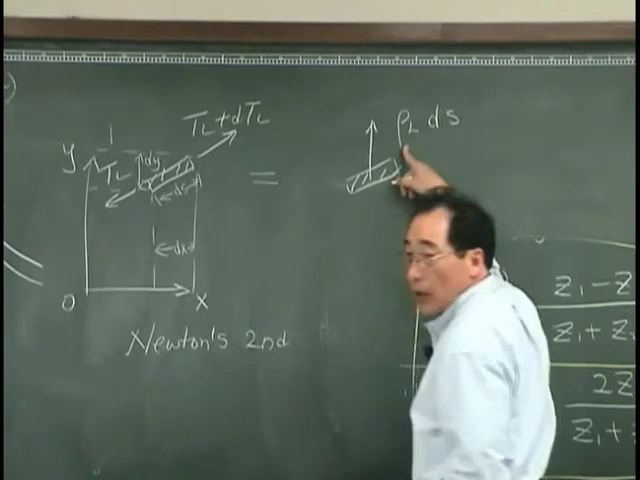 T_L + dT_L
ρ_L ds
y
T_L
dy
=
ds
dx
0
x
Newton's 2nd
Z₁ - Z
Z₁ + Z
2Z
Z₁ +